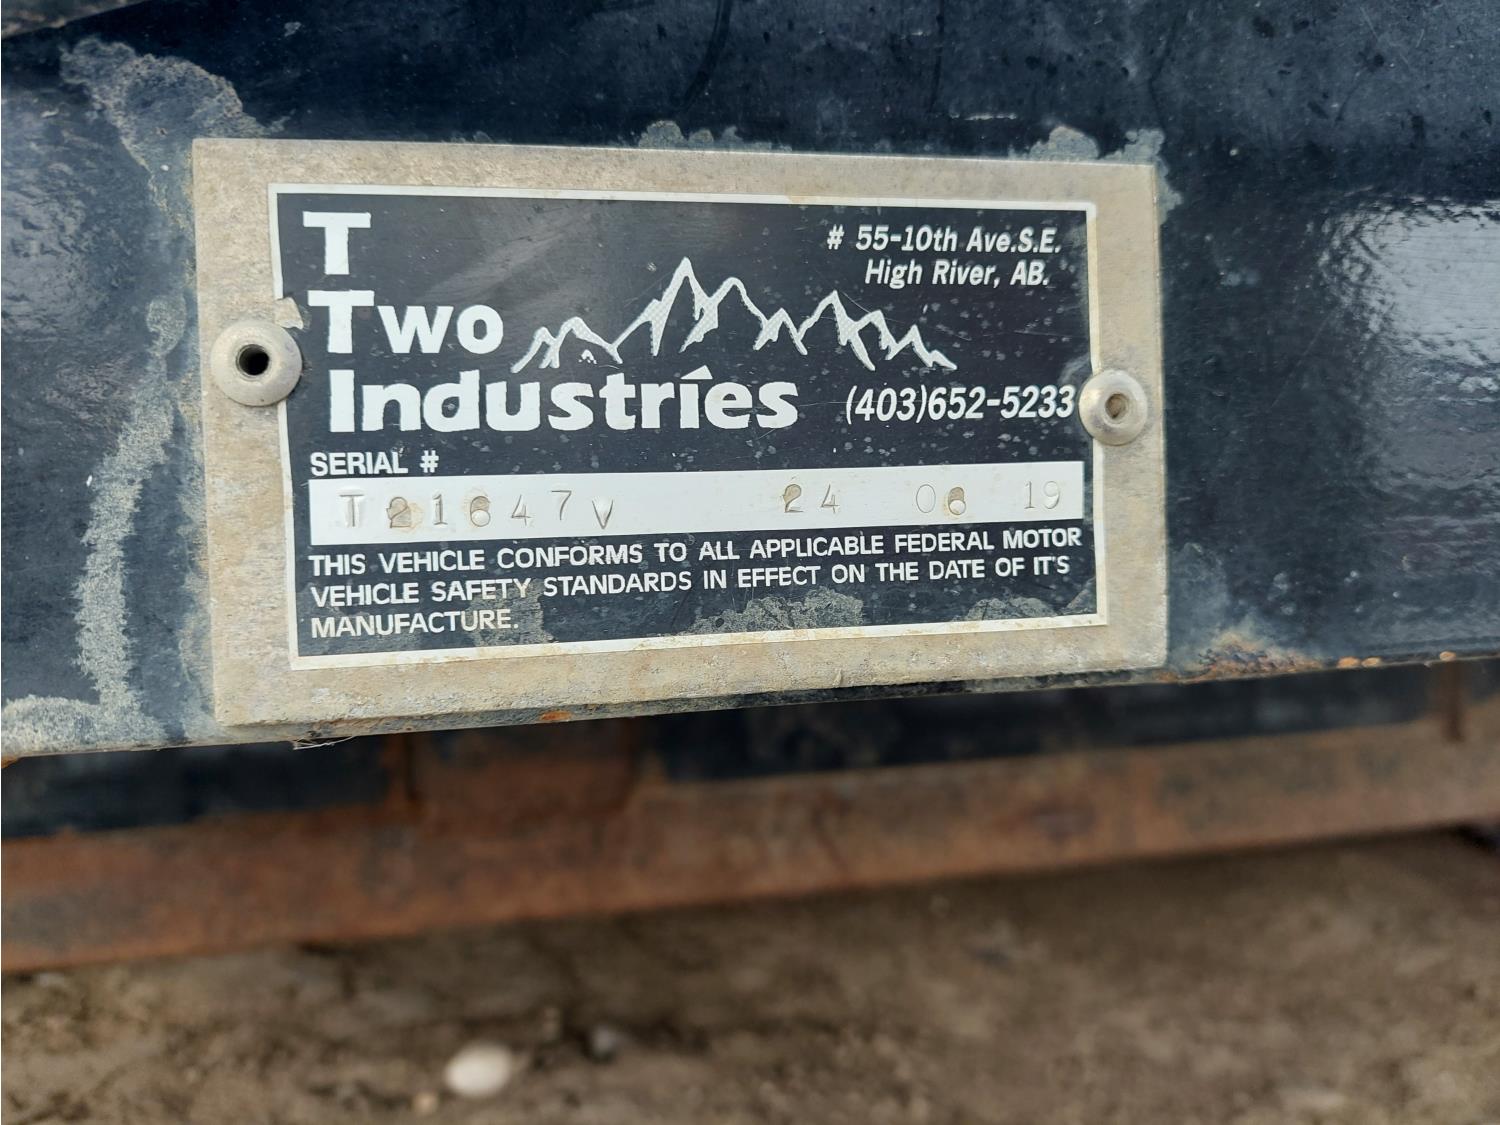 T
Two
Industries
# 55-10th Ave.S.E.
High River, AB.
(403)652-5233
SERIAL #
T21647V 24 06 19
THIS VEHICLE CONFORMS TO ALL APPLICABLE FEDERAL MOTOR
VEHICLE SAFETY STANDARDS IN EFFECT ON THE DATE OF IT'S
MANUFACTURE.